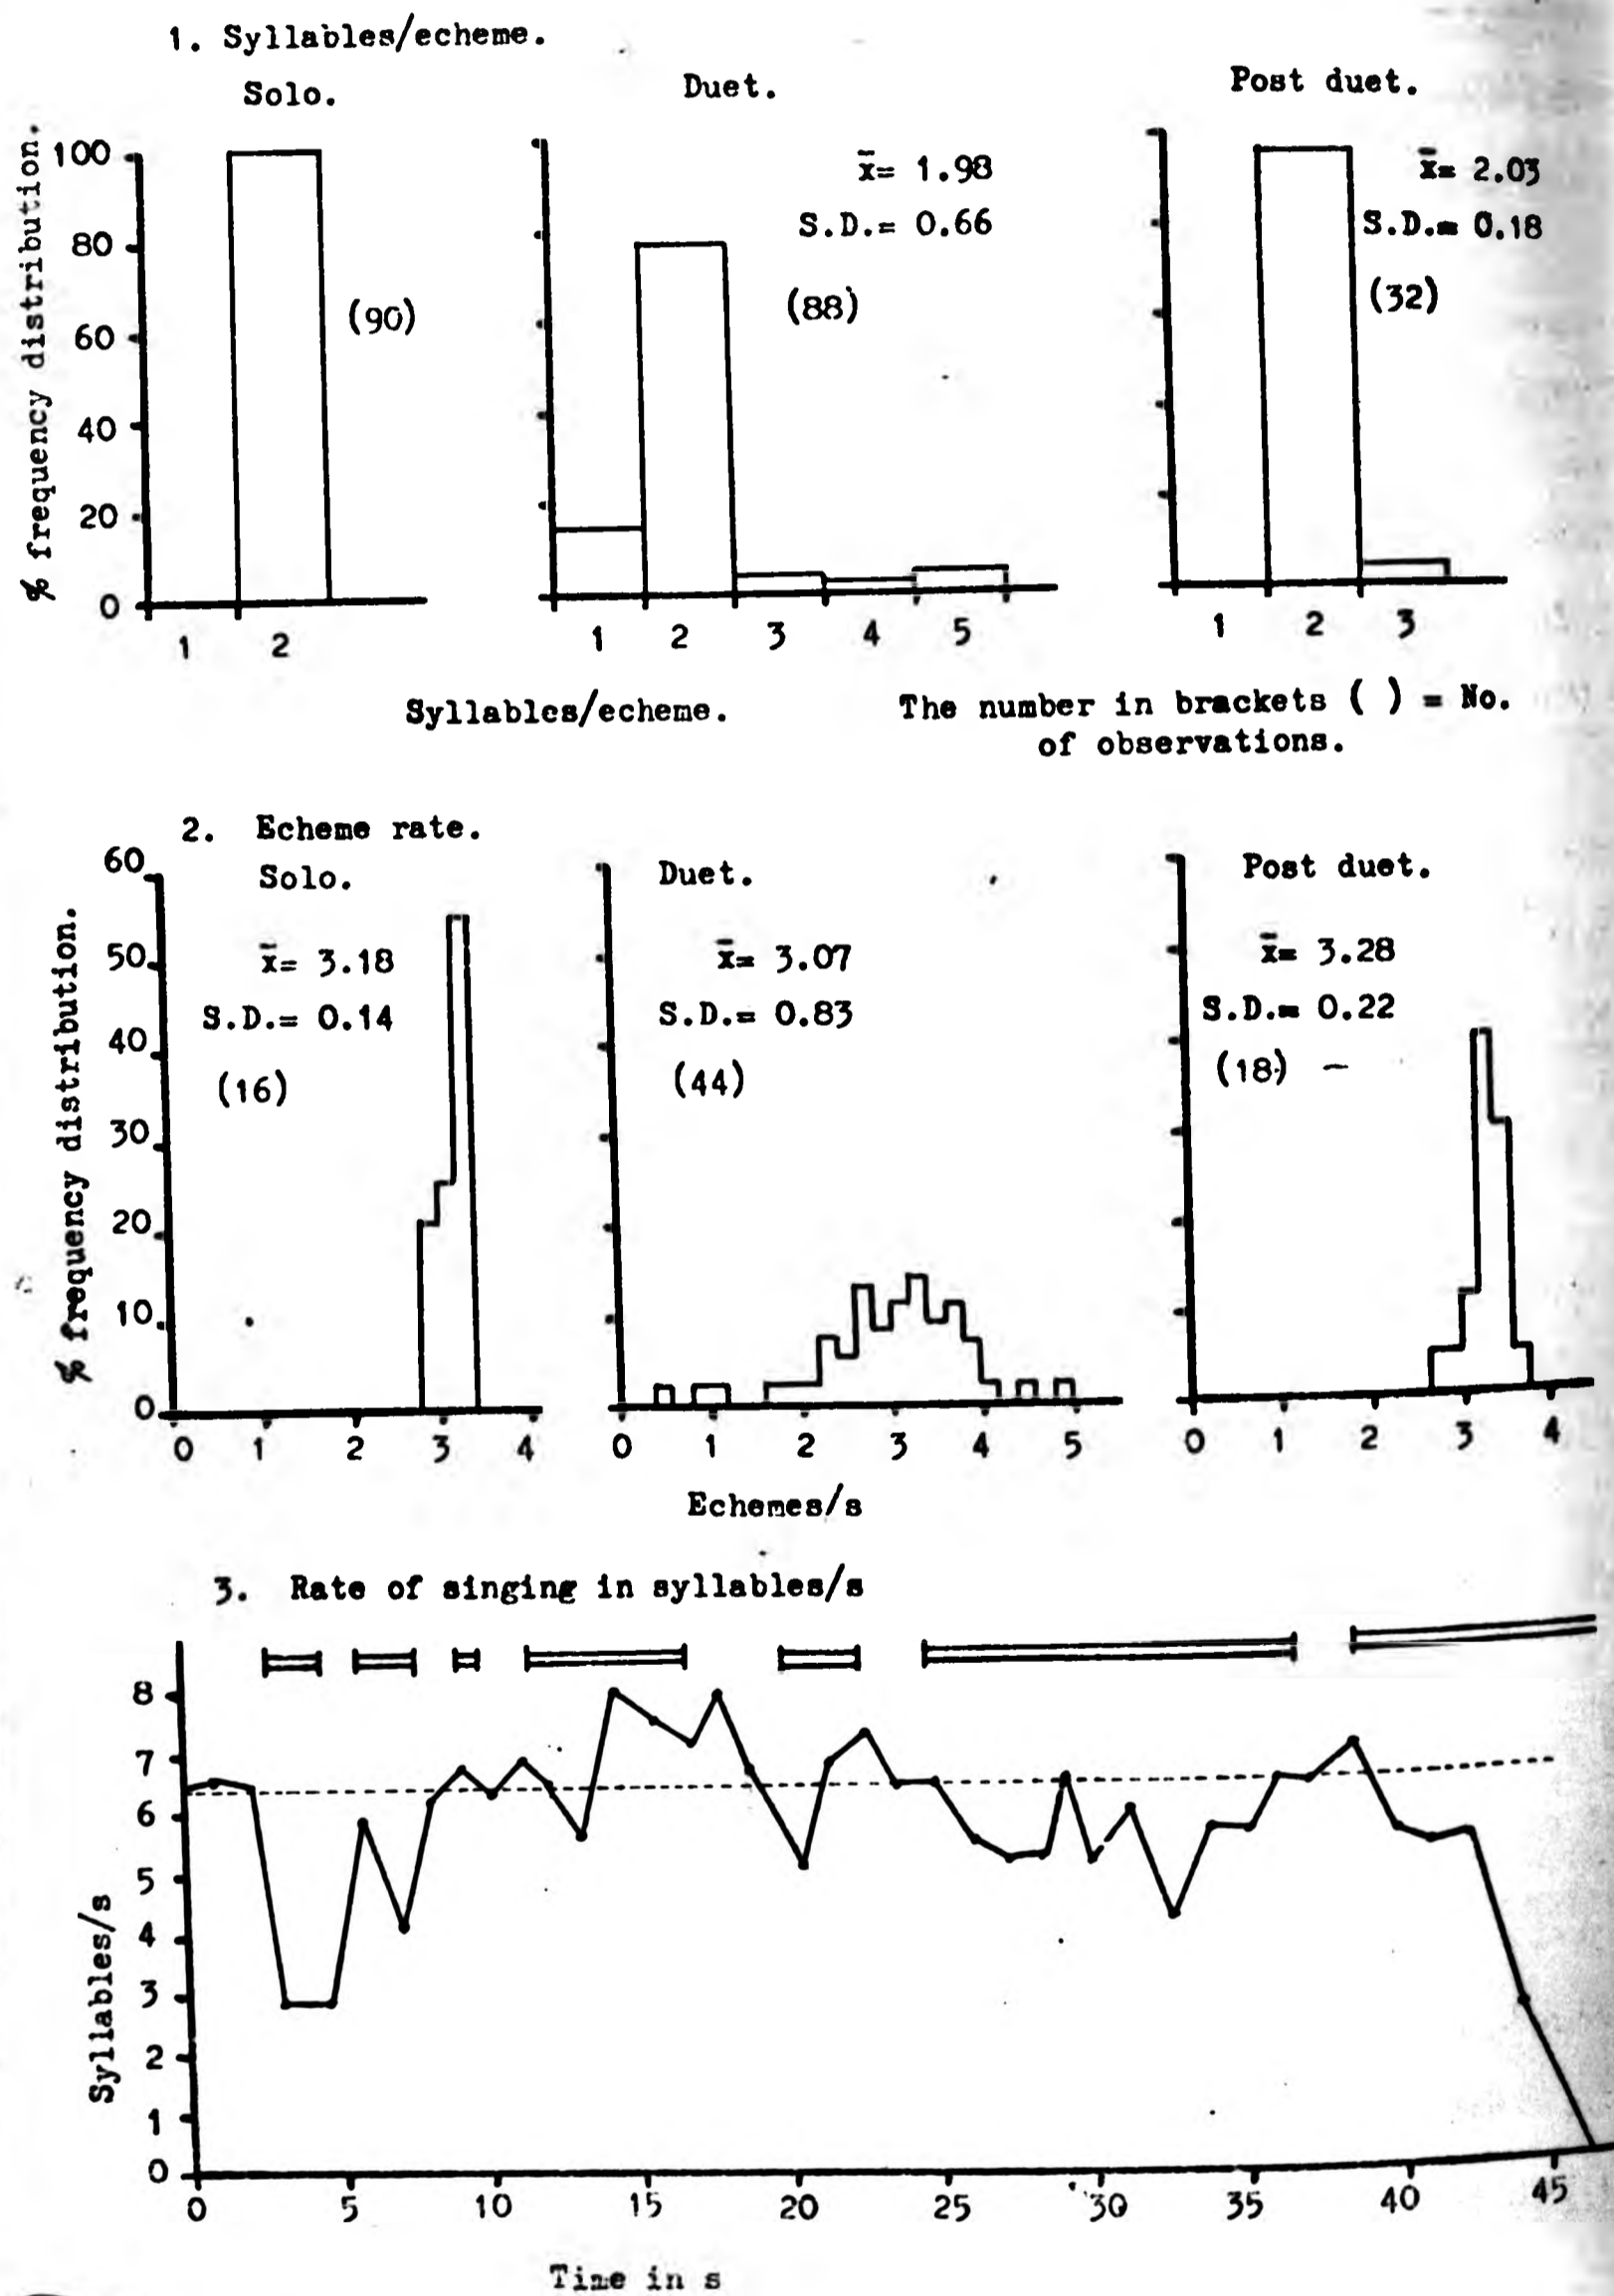 1. Syllables/echeme.
Solo.
Duet.
Post duet.
% frequency distribution.
100
80
60
40
20
0
(90)
x̄= 1.98
S.D.= 0.66
(88)
x̄= 2.03
S.D.= 0.18
(32)
1 2
1 2 3 4 5
1 2 3
Syllables/echeme.
The number in brackets ( ) = No.
of observations.
2. Echeme rate.
Solo.
Duet.
Post duet.
% frequency distribution.
60
50
40
30
20
10
0
x̄= 3.18
S.D.= 0.14
(16)
x̄= 3.07
S.D.= 0.83
(44)
x̄= 3.28
S.D.= 0.22
(18) –
0 1 2 3 4
0 1 2 3 4 5
0 1 2 3 4
Echemes/s
3. Rate of singing in syllables/s
Syllables/s
8
7
6
5
4
3
2
1
0
0 5 10 15 20 25 30 35 40 45
Time in s